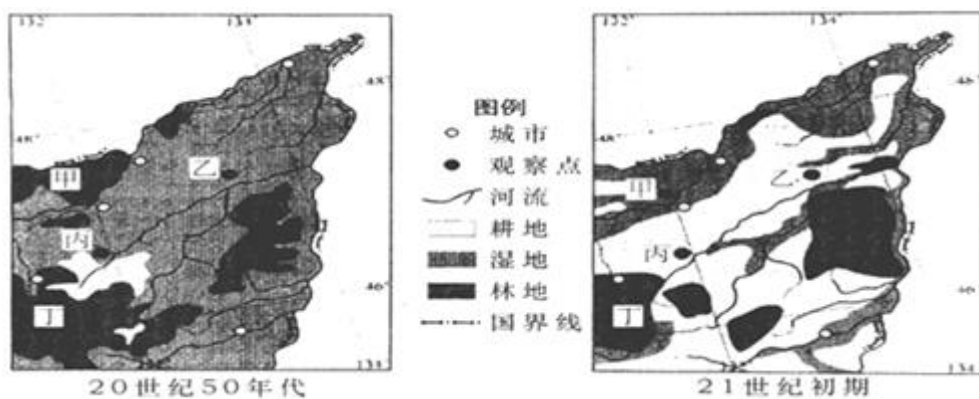 132° 134°
48°
48°
甲
乙
丙
丁
46°
134°
20世纪50年代
图例
城市
观察点
河流
耕地
湿地
林地
国界线
132° 134°
48°
48°
甲
乙
丙
丁
46°
134°
21世纪初期